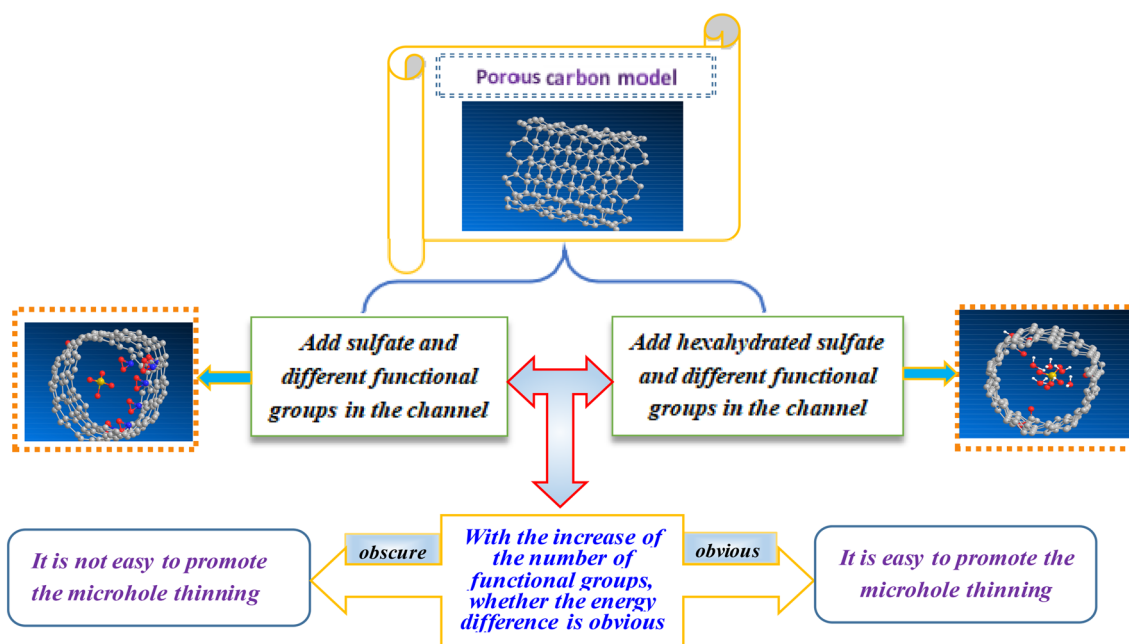 Porous carbon model
Add sulfate and
different functional
groups in the channel
Add hexahydrated sulfate
and different functional
groups in the channel
It is not easy to promote
the microhole thinning
obscure
With the increase of
the number of
functional groups,
whether the energy
difference is obvious
obvious
It is easy to promote the
microhole thinning